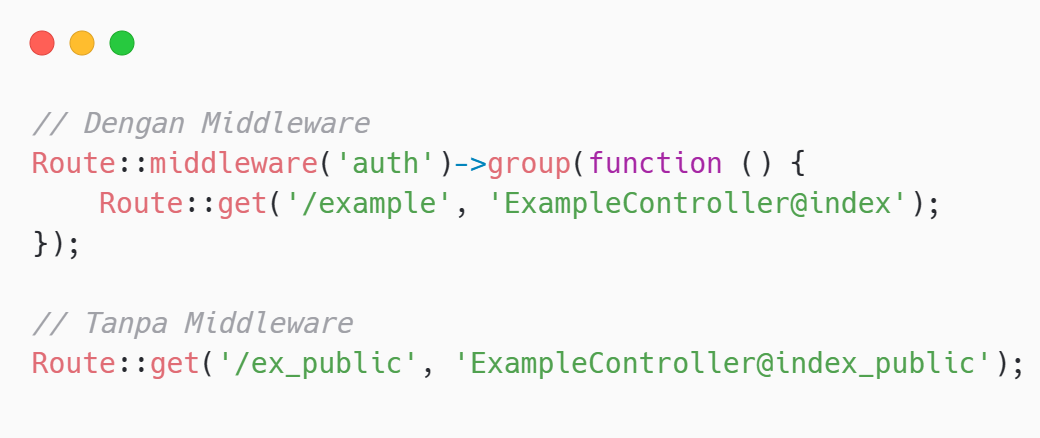 // Dengan Middleware
Route::middleware('auth')->group(function () {
    Route::get('/example', 'ExampleController@index');
});

// Tanpa Middleware
Route::get('/ex_public', 'ExampleController@index_public');